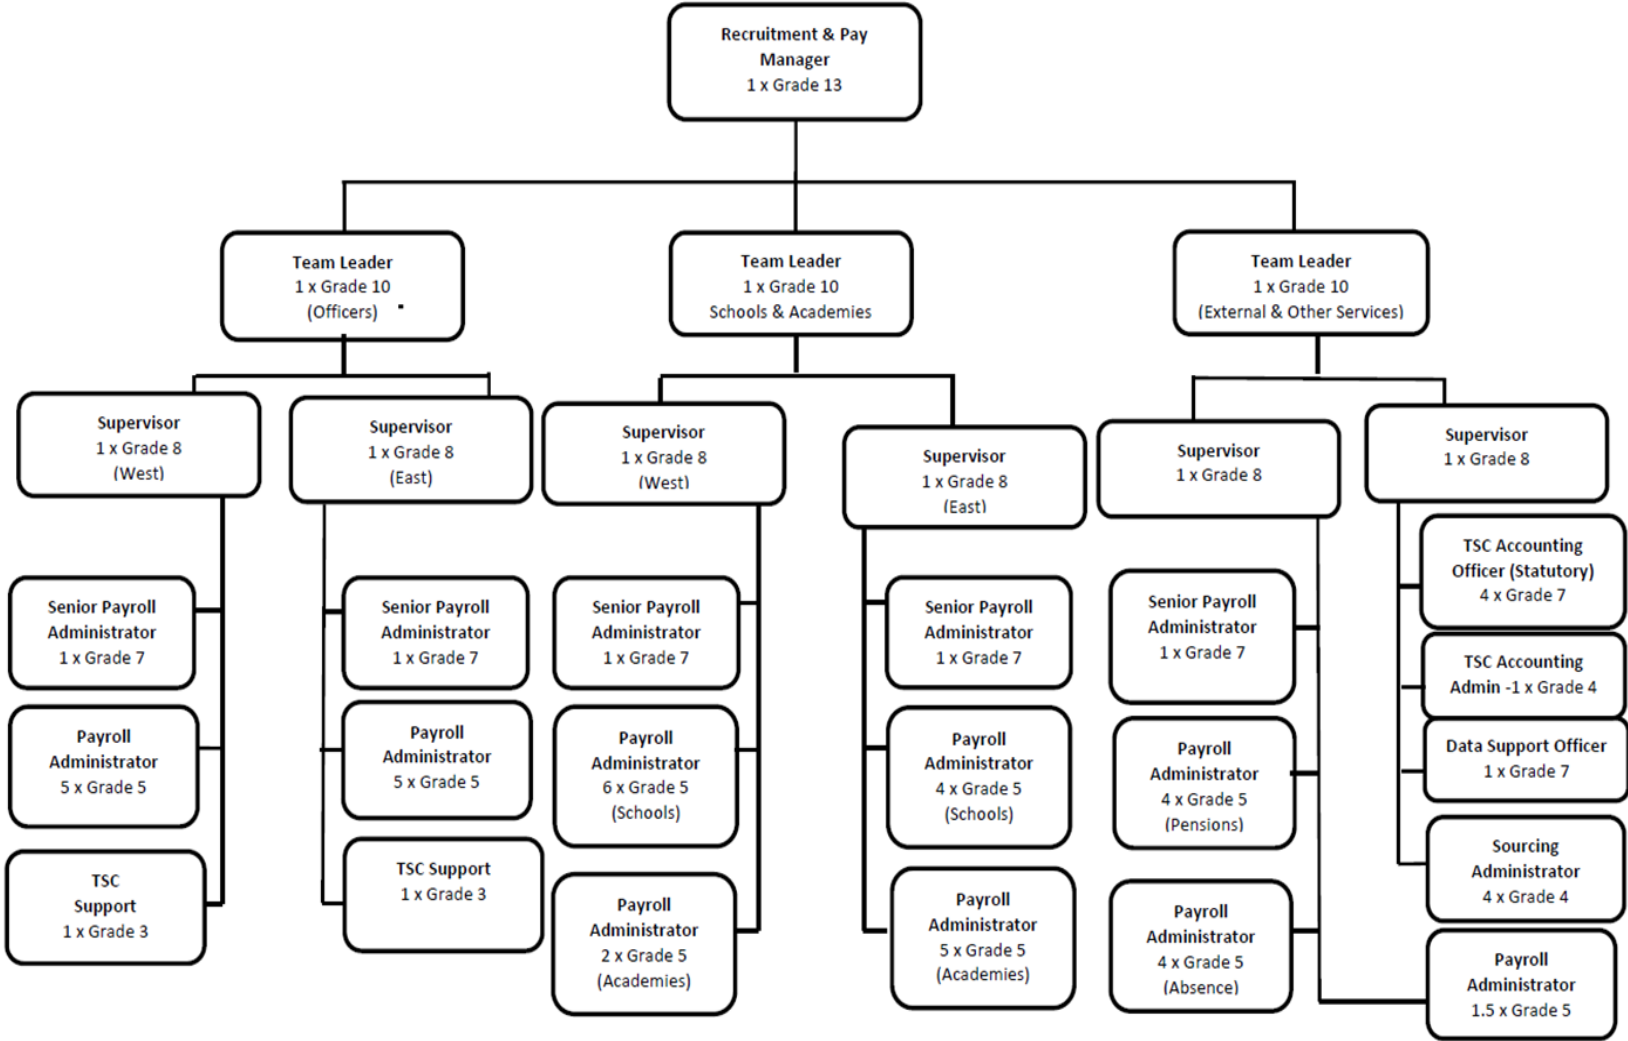 Recruitment & Pay
Manager
1 x Grade 13
Team Leader
1 x Grade 10
(Officers)
Team Leader
1 x Grade 10
Schools & Academies
Team Leader
1 x Grade 10
(External & Other Services)
Supervisor
1 x Grade 8
(West)
Supervisor
1 x Grade 8
(East)
Supervisor
1 x Grade 8
(West)
Supervisor
1 x Grade 8
(East)
Supervisor
1 x Grade 8
Supervisor
1 x Grade 8
Senior Payroll
Administrator
1 x Grade 7
Payroll
Administrator
5 x Grade 5
TSC
Support
1 x Grade 3
Senior Payroll
Administrator
1 x Grade 7
Payroll
Administrator
5 x Grade 5
TSC Support
1 x Grade 3
Senior Payroll
Administrator
1 x Grade 7
Payroll
Administrator
6 x Grade 5
(Schools)
Payroll
Administrator
2 x Grade 5
(Academies)
Senior Payroll
Administrator
1 x Grade 7
Payroll
Administrator
4 x Grade 5
(Schools)
Payroll
Administrator
5 x Grade 5
(Academies)
Senior Payroll
Administrator
1 x Grade 7
Payroll
Administrator
4 x Grade 5
(Pensions)
Payroll
Administrator
4 x Grade 5
(Absence)
TSC Accounting
Officer (Statutory)
4 x Grade 7
TSC Accounting
Admin -1 x Grade 4
Data Support Officer
1 x Grade 7
Sourcing
Administrator
4 x Grade 4
Payroll
Administrator
1.5 x Grade 5